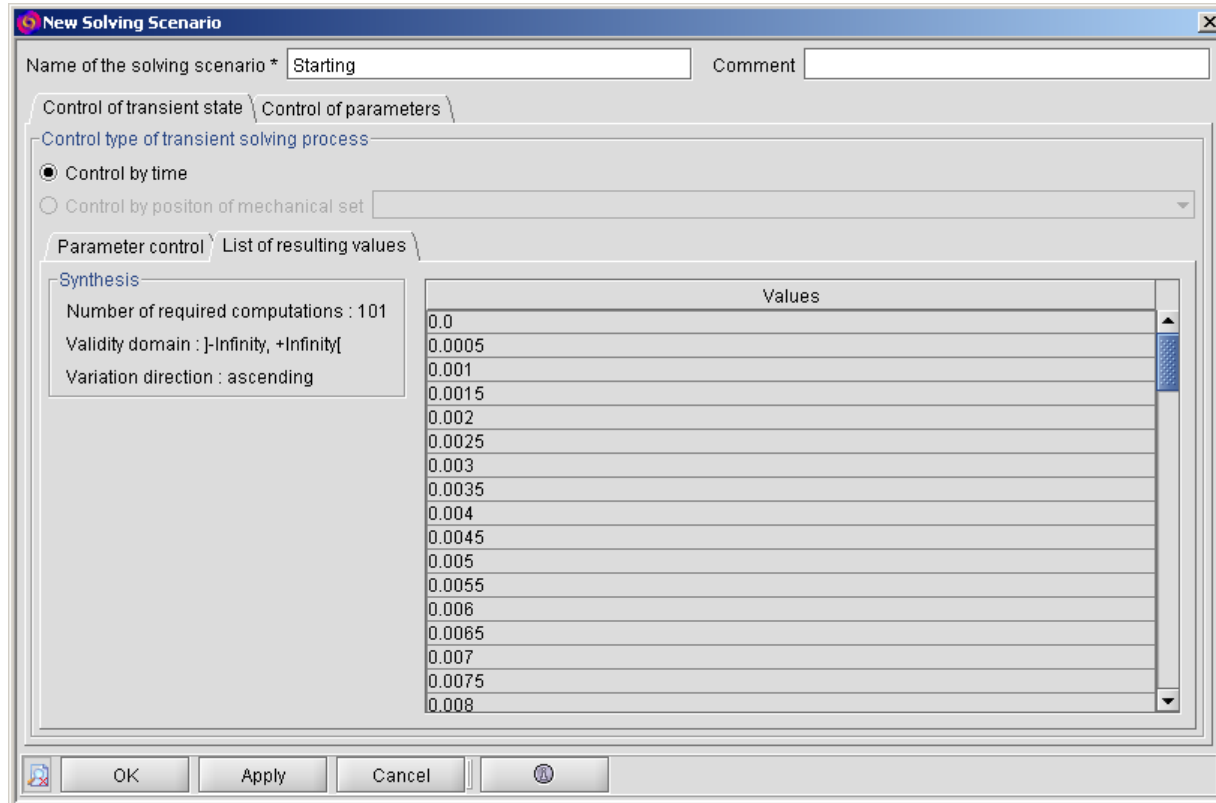 New Solving Scenario
Name of the solving scenario * Starting Comment
Control of transient state Control of parameters
Control type of transient solving process
Control by time
Control by positon of mechanical set
Parameter control List of resulting values
Synthesis
Number of required computations : 101
Validity domain : ]-Infinity, +Infinity[
Variation direction : ascending
Values
0.0
0.0005
0.001
0.0015
0.002
0.0025
0.003
0.0035
0.004
0.0045
0.005
0.0055
0.006
0.0065
0.007
0.0075
0.008
OK Apply Cancel